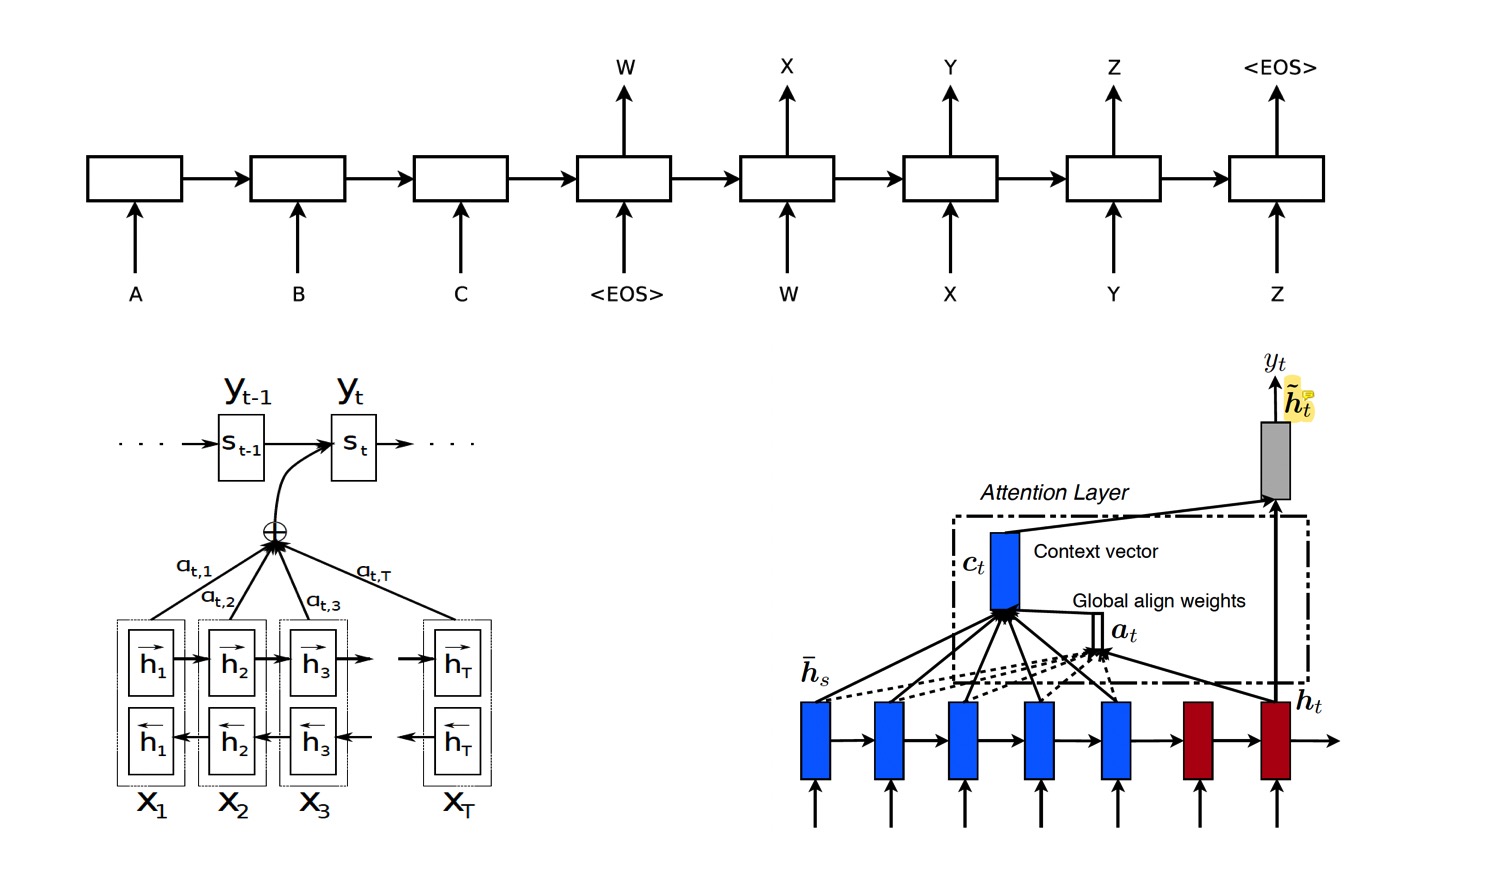 W X Y Z <EOS>
A B C <EOS> W X Y Z
y_{t-1} y_t
. . . s_{t-1} s_t . . .
a_{t,1} a_{t,2} a_{t,3} a_{t,T}
\overrightarrow{h}_1 \overrightarrow{h}_2 \overrightarrow{h}_3 \overrightarrow{h}_T
\overleftarrow{h}_1 \overleftarrow{h}_2 \overleftarrow{h}_3 \overleftarrow{h}_T
x_1 x_2 x_3 x_T
y_t
\tilde{h}_t
Attention Layer
c_t Context vector
Global align weights
a_t
\bar{h}_s
h_t